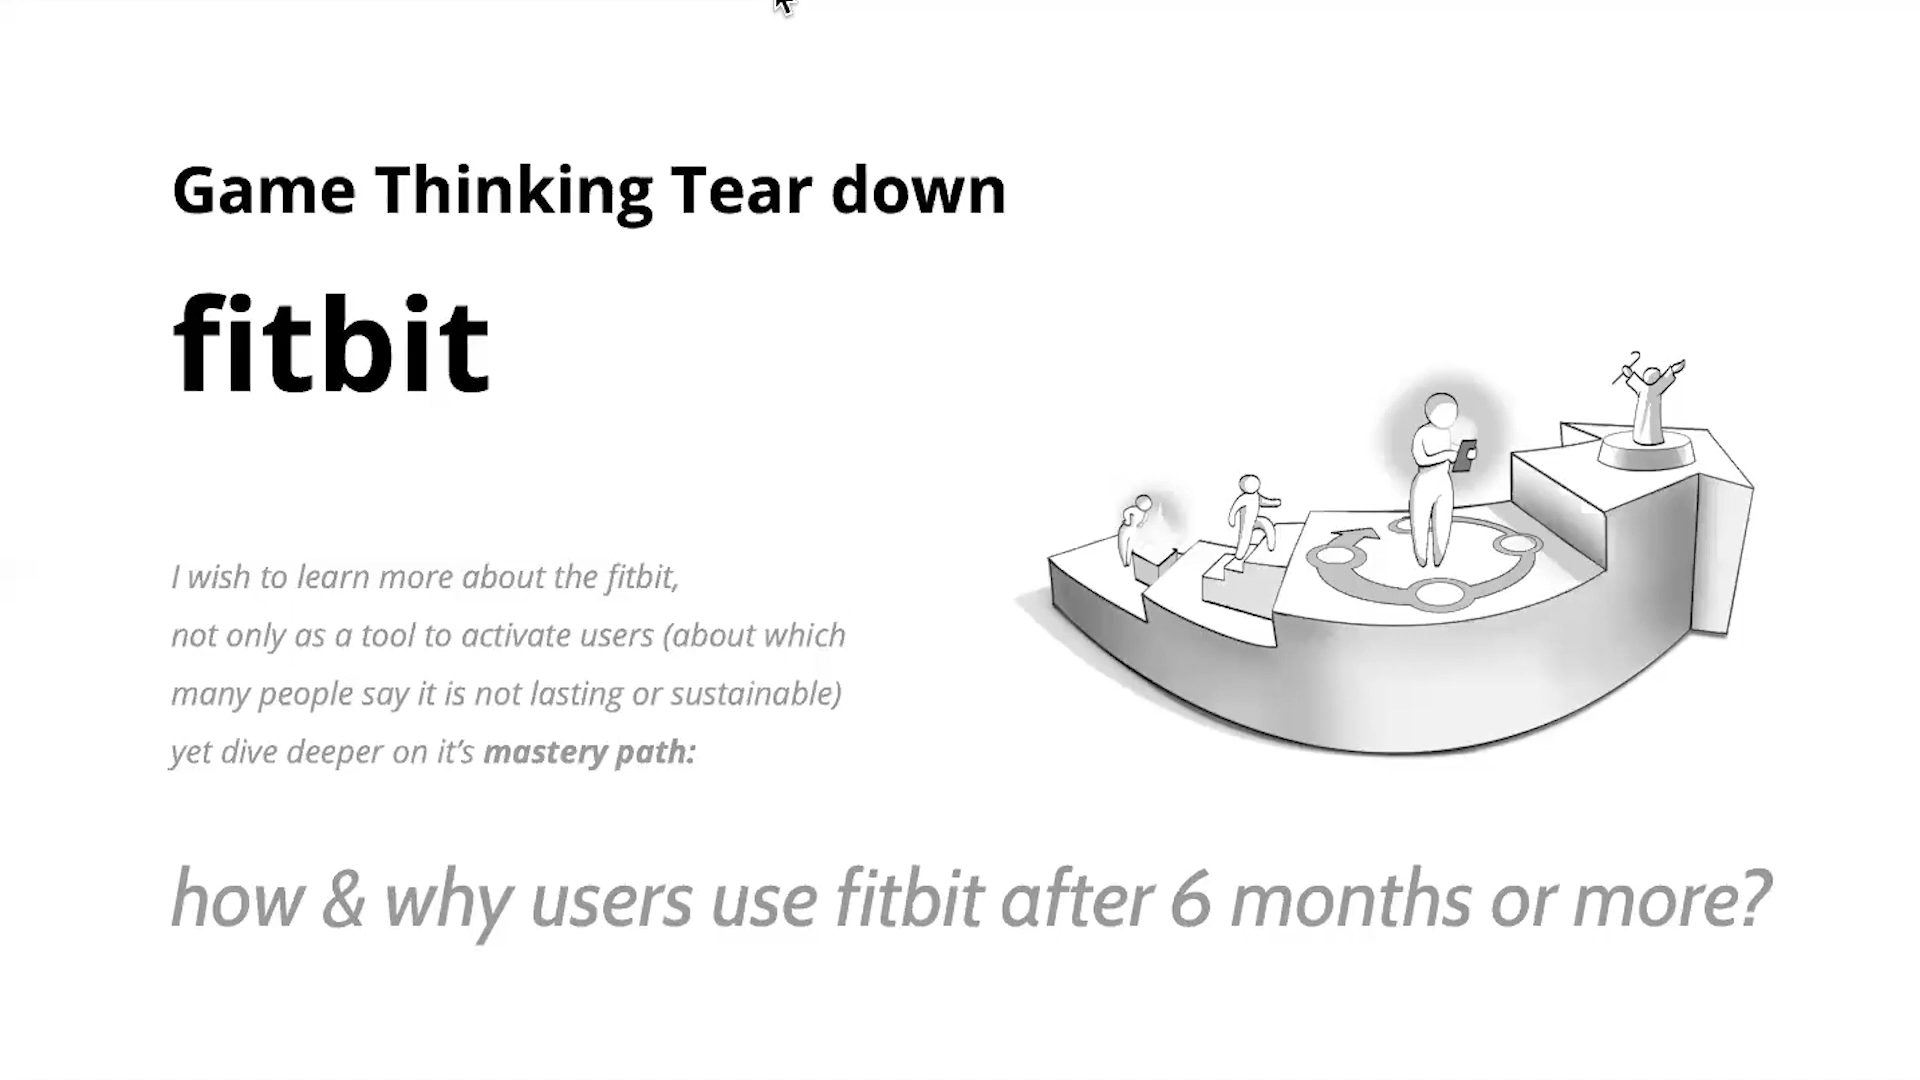 Game Thinking Tear down
fitbit
I wish to learn more about the fitbit,
not only as a tool to activate users (about which
many people say it is not lasting or sustainable)
yet dive deeper on it’s mastery path:
how & why users use fitbit after 6 months or more?